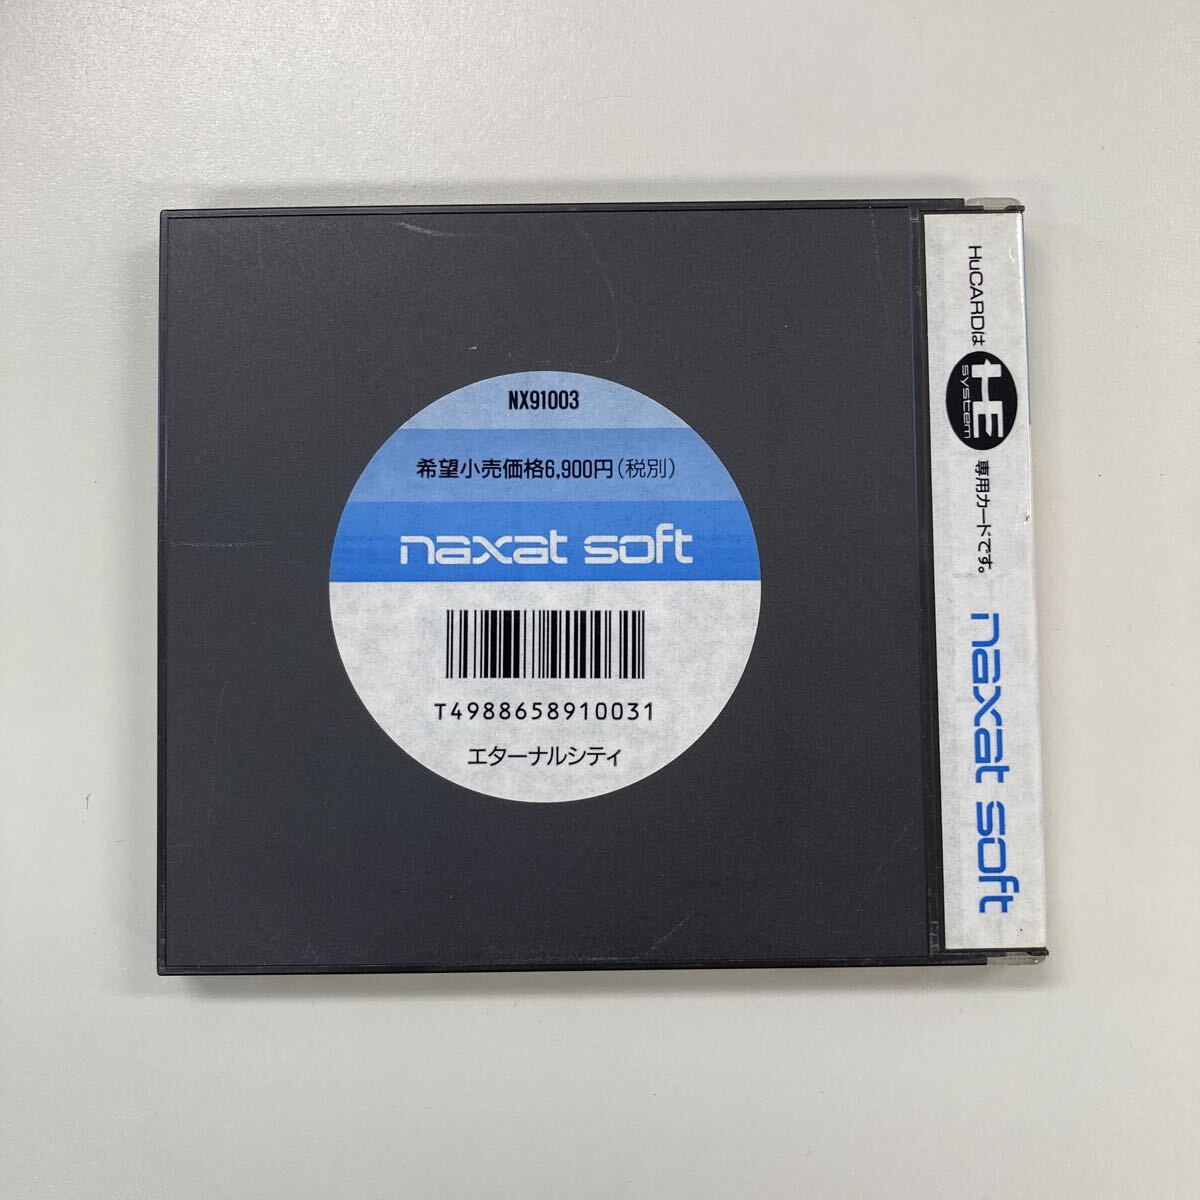 NX91003
希望小売価格6,900円(税別)
naxat soft
T4988658910031
エターナルシティ
HuCARDは HE system 専用カードです。
naxat soft